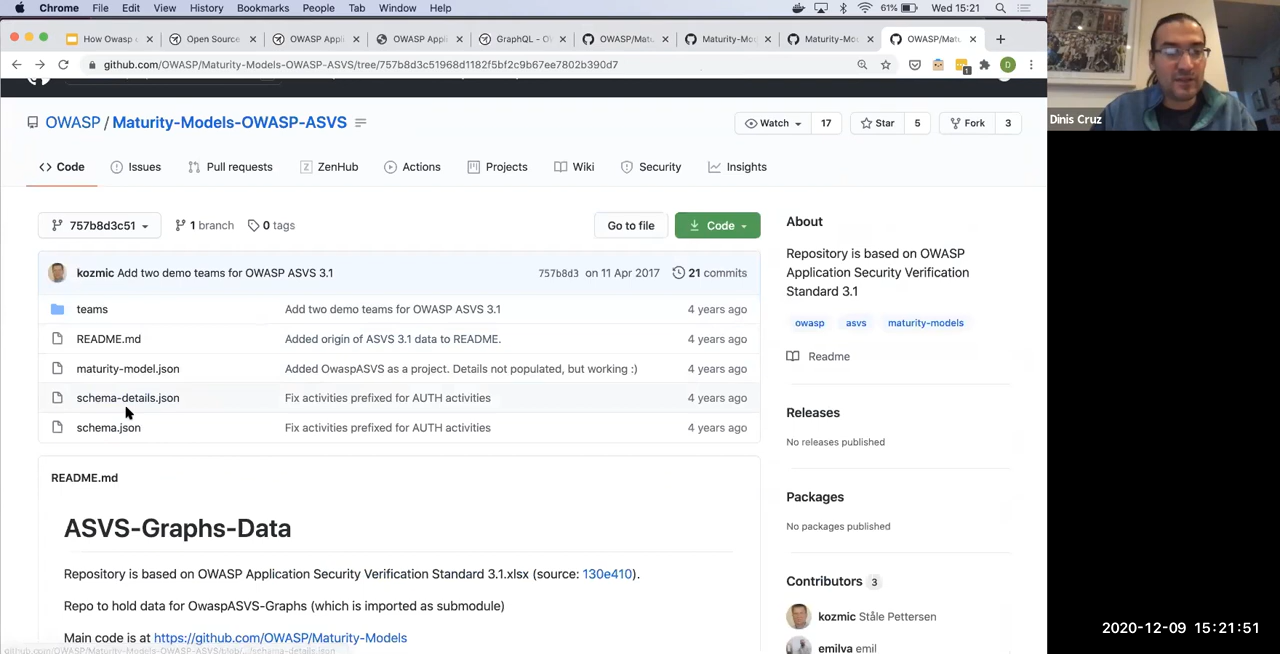 Chrome File Edit View History Bookmarks People Tab Window Help 61% Wed 15:21
How Owasp Open Source OWASP Appli OWASP Appli GraphQL - O OWASP/Matu Maturity-Mo Maturity-Mo OWASP/Matu
github.com/OWASP/Maturity-Models-OWASP-ASVS/tree/757b8d3c51968d1182f5bf2c9b67ee7802b390d7 1 D
Dinis Cruz
OWASP / Maturity-Models-OWASP-ASVS
Watch 17 Star 5 Fork 3
Code Issues Pull requests ZenHub Actions Projects Wiki Security Insights
757b8d3c51 1 branch 0 tags Go to file Code
kozmic Add two demo teams for OWASP ASVS 3.1 757b8d3 on 11 Apr 2017 21 commits
teams Add two demo teams for OWASP ASVS 3.1 4 years ago
README.md Added origin of ASVS 3.1 data to README. 4 years ago
maturity-model.json Added OwaspASVS as a project. Details not populated, but working :) 4 years ago
schema-details.json Fix activities prefixed for AUTH activities 4 years ago
schema.json Fix activities prefixed for AUTH activities 4 years ago
README.md
ASVS-Graphs-Data
Repository is based on OWASP Application Security Verification Standard 3.1.xlsx (source: 130e410).
Repo to hold data for OwaspASVS-Graphs (which is imported as submodule)
Main code is at https://github.com/OWASP/Maturity-Models
About
Repository is based on OWASP
Application Security Verification
Standard 3.1
owasp asvs maturity-models
Readme
Releases
No releases published
Packages
No packages published
Contributors 3
kozmic Ståle Pettersen
emilva emil
2020-12-09 15:21:51